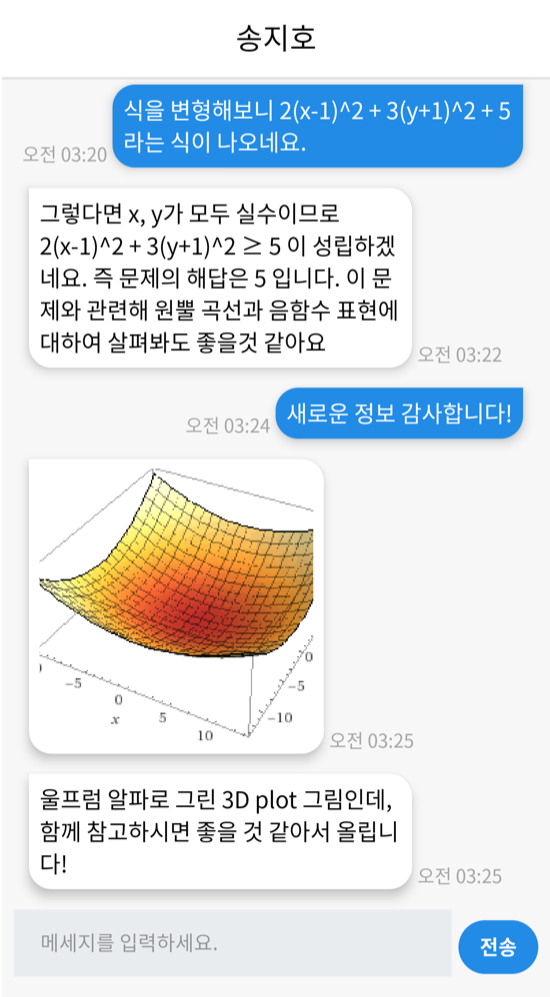 송지호
식을 변형해보니 2(x-1)^2 + 3(y+1)^2 + 5
라는 식이 나오네요.
오전 03:20
그렇다면 x, y가 모두 실수이므로
2(x-1)^2 + 3(y+1)^2 ≥ 5 이 성립하겠
네요. 즉 문제의 해답은 5 입니다. 이 문
제와 관련해 원뿔 곡선과 음함수 표현에
대하여 살펴봐도 좋을것 같아요
오전 03:22
오전 03:24
새로운 정보 감사합니다!
-5
0
5
10
x
0
-5
-10
오전 03:25
울프럼 알파로 그린 3D plot 그림인데,
함께 참고하시면 좋을 것 같아서 올립니
다!
오전 03:25
메세지를 입력하세요.
전송